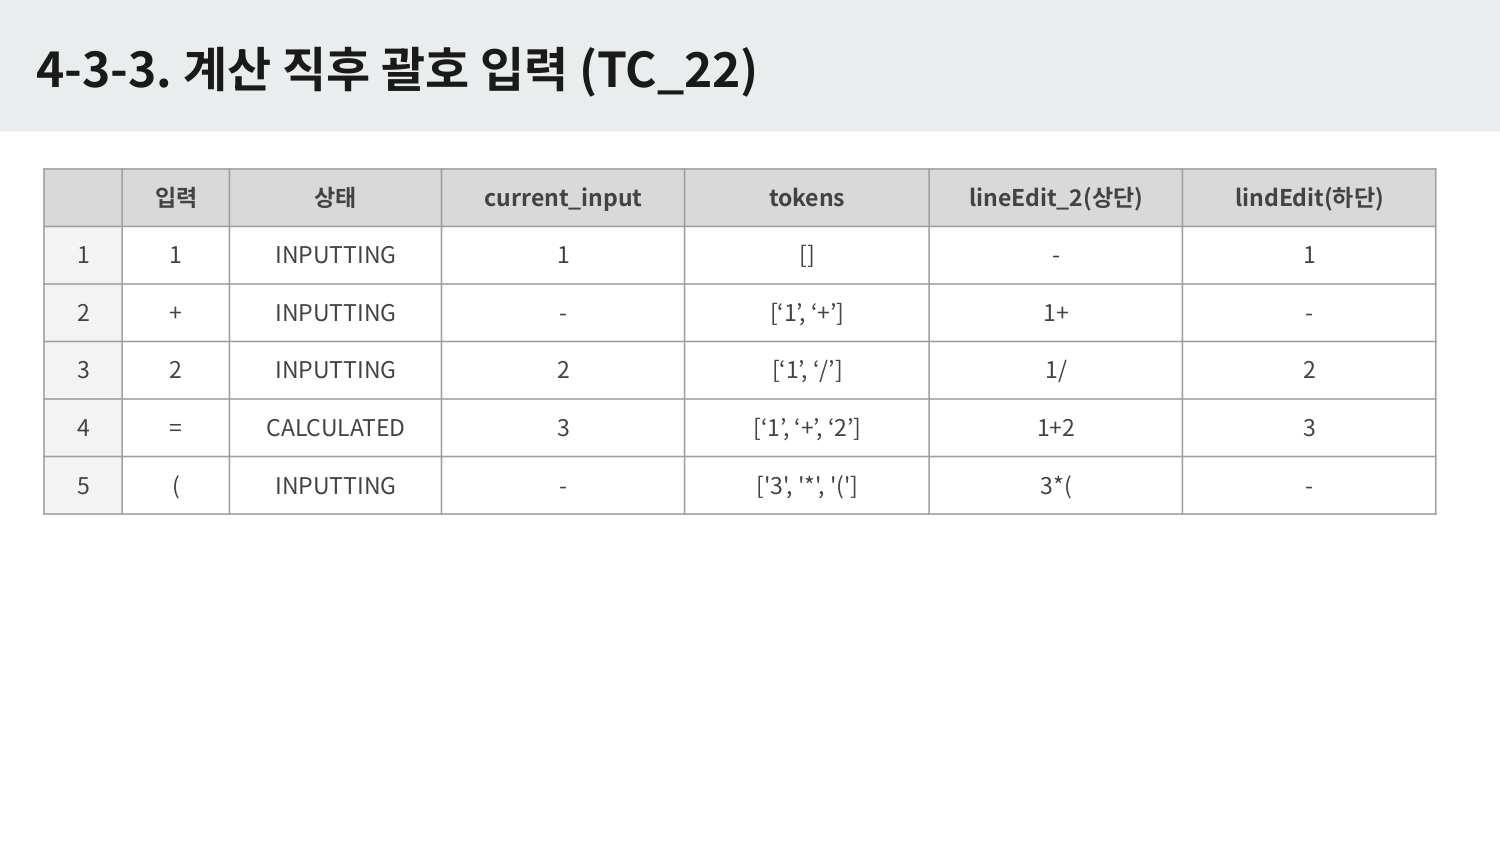 4-3-3. 계산 직후 괄호 입력 (TC_22)
입력 상태 current_input tokens lineEdit_2(상단) lindEdit(하단)
1 1 INPUTTING 1 [] - 1
2 + INPUTTING - [‘1’, ‘+’] 1+ -
3 2 INPUTTING 2 [‘1’, ‘/’] 1/ 2
4 = CALCULATED 3 [‘1’, ‘+’, ‘2’] 1+2 3
5 ( INPUTTING - ['3', '*', '('] 3*( -